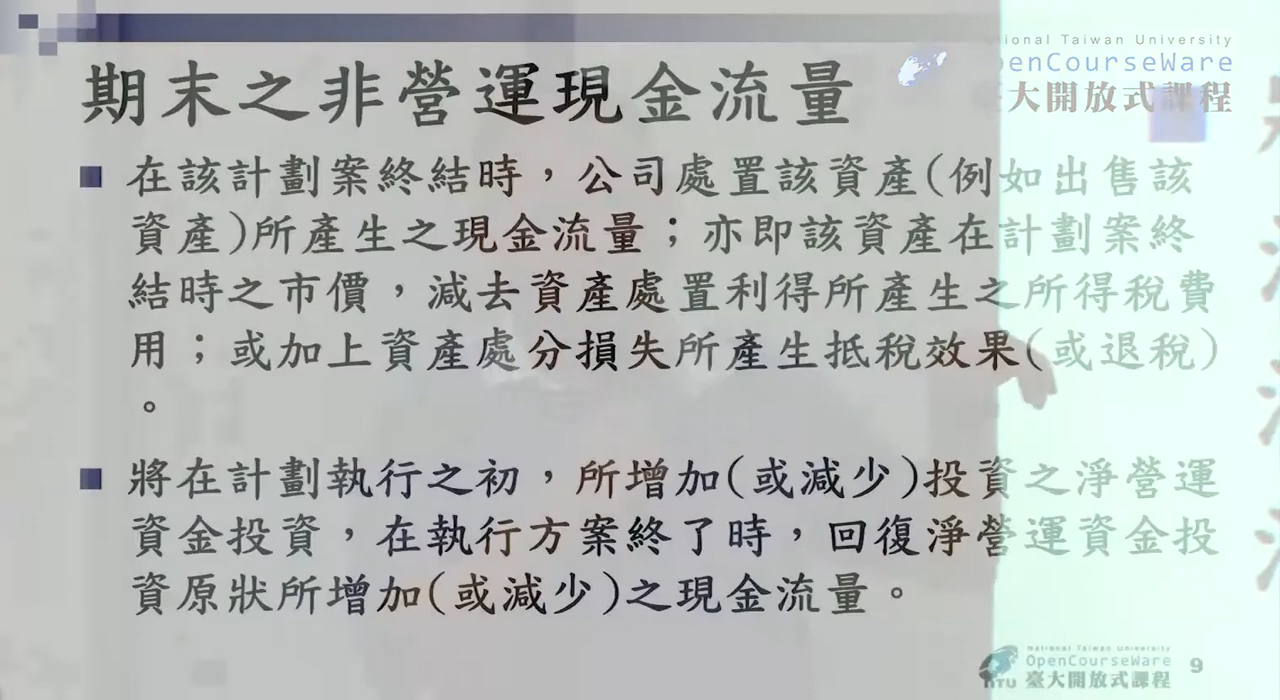 期末之非營運現金流量
ional Taiwan University
enCourseWare
大開放式課程
在該計劃案終結時，公司處置該資產(例如出售該
資產)所產生之現金流量；亦即該資產在計劃案終
結時之市價，減去資產處置利得所產生之所得稅費
用；或加上資產處分損失所產生抵稅效果(或退稅)
。
將在計劃執行之初，所增加(或減少)投資之淨營運
資金投資，在執行方案終了時，回復淨營運資金投
資原狀所增加(或減少)之現金流量。
National Taiwan University
OpenCourseWare
NTU 臺大開放式課程
9